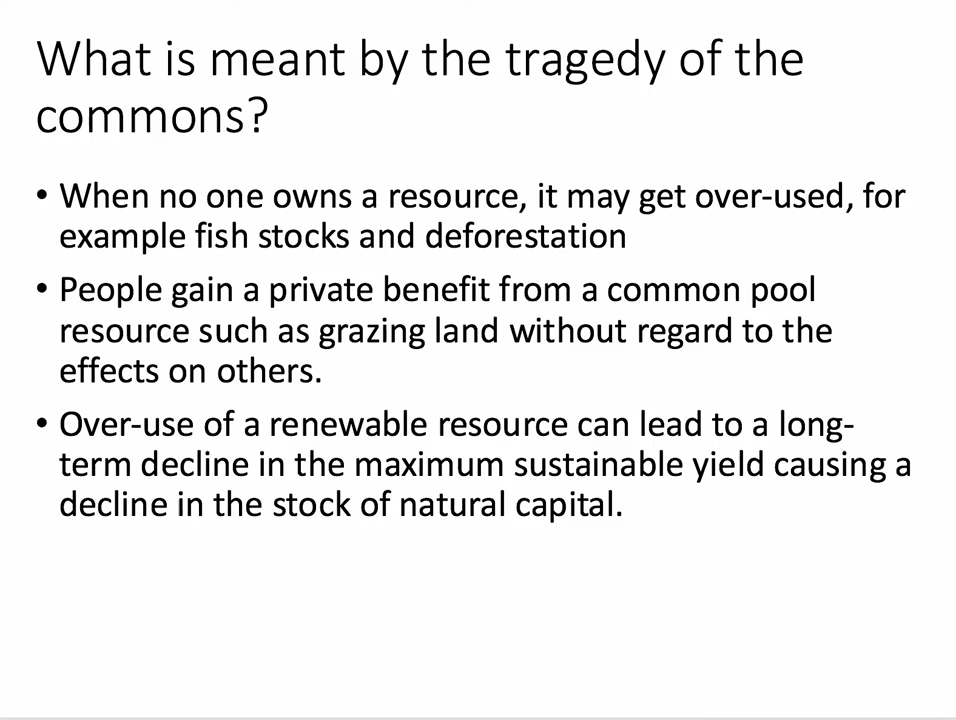 What is meant by the tragedy of the
commons?
• When no one owns a resource, it may get over-used, for
example fish stocks and deforestation
• People gain a private benefit from a common pool
resource such as grazing land without regard to the
effects on others.
• Over-use of a renewable resource can lead to a long-
term decline in the maximum sustainable yield causing a
decline in the stock of natural capital.